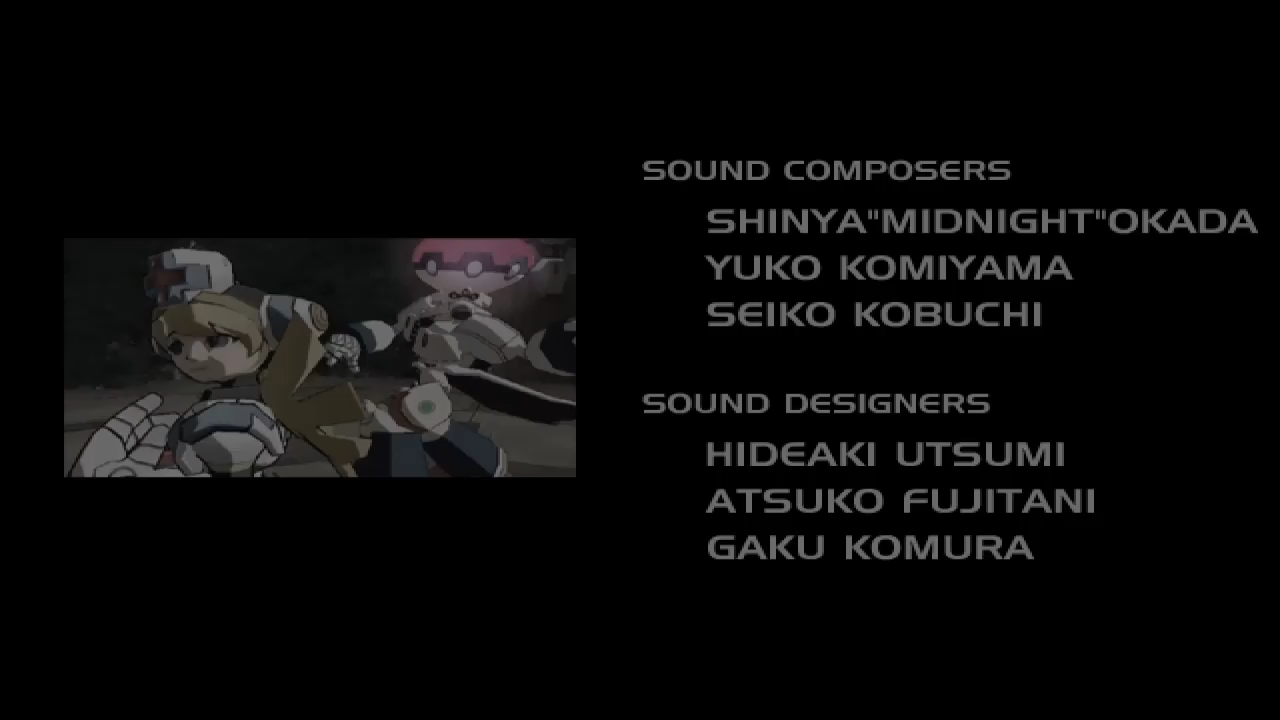 SOUND COMPOSERS
SHINYA"MIDNIGHT"OKADA
YUKO KOMIYAMA
SEIKO KOBUCHI
SOUND DESIGNERS
HIDEAKI UTSUMI
ATSUKO FUJITANI
GAKU KOMURA